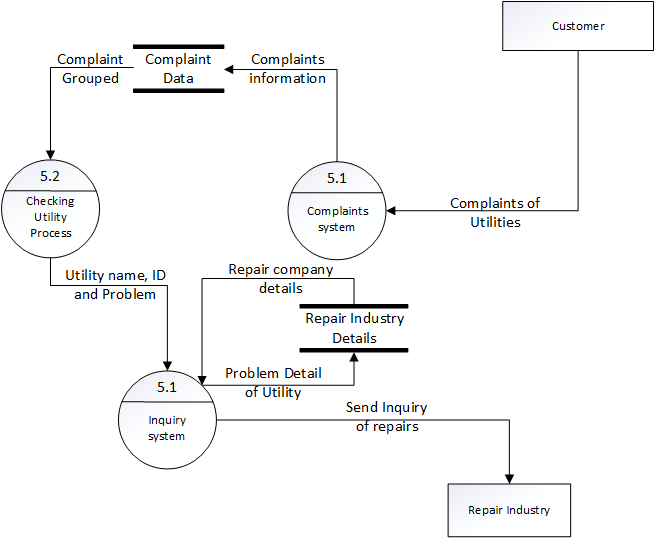 Customer
Complaint
Grouped
Complaint
Data
Complaints
information
5.2
Checking
Utility
Process
5.1
Complaints
system
Complaints of
Utilities
Utility name, ID
and Problem
Repair company
details
Repair Industry
Details
Problem Detail
of Utility
5.1
Inquiry
system
Send Inquiry
of repairs
Repair Industry